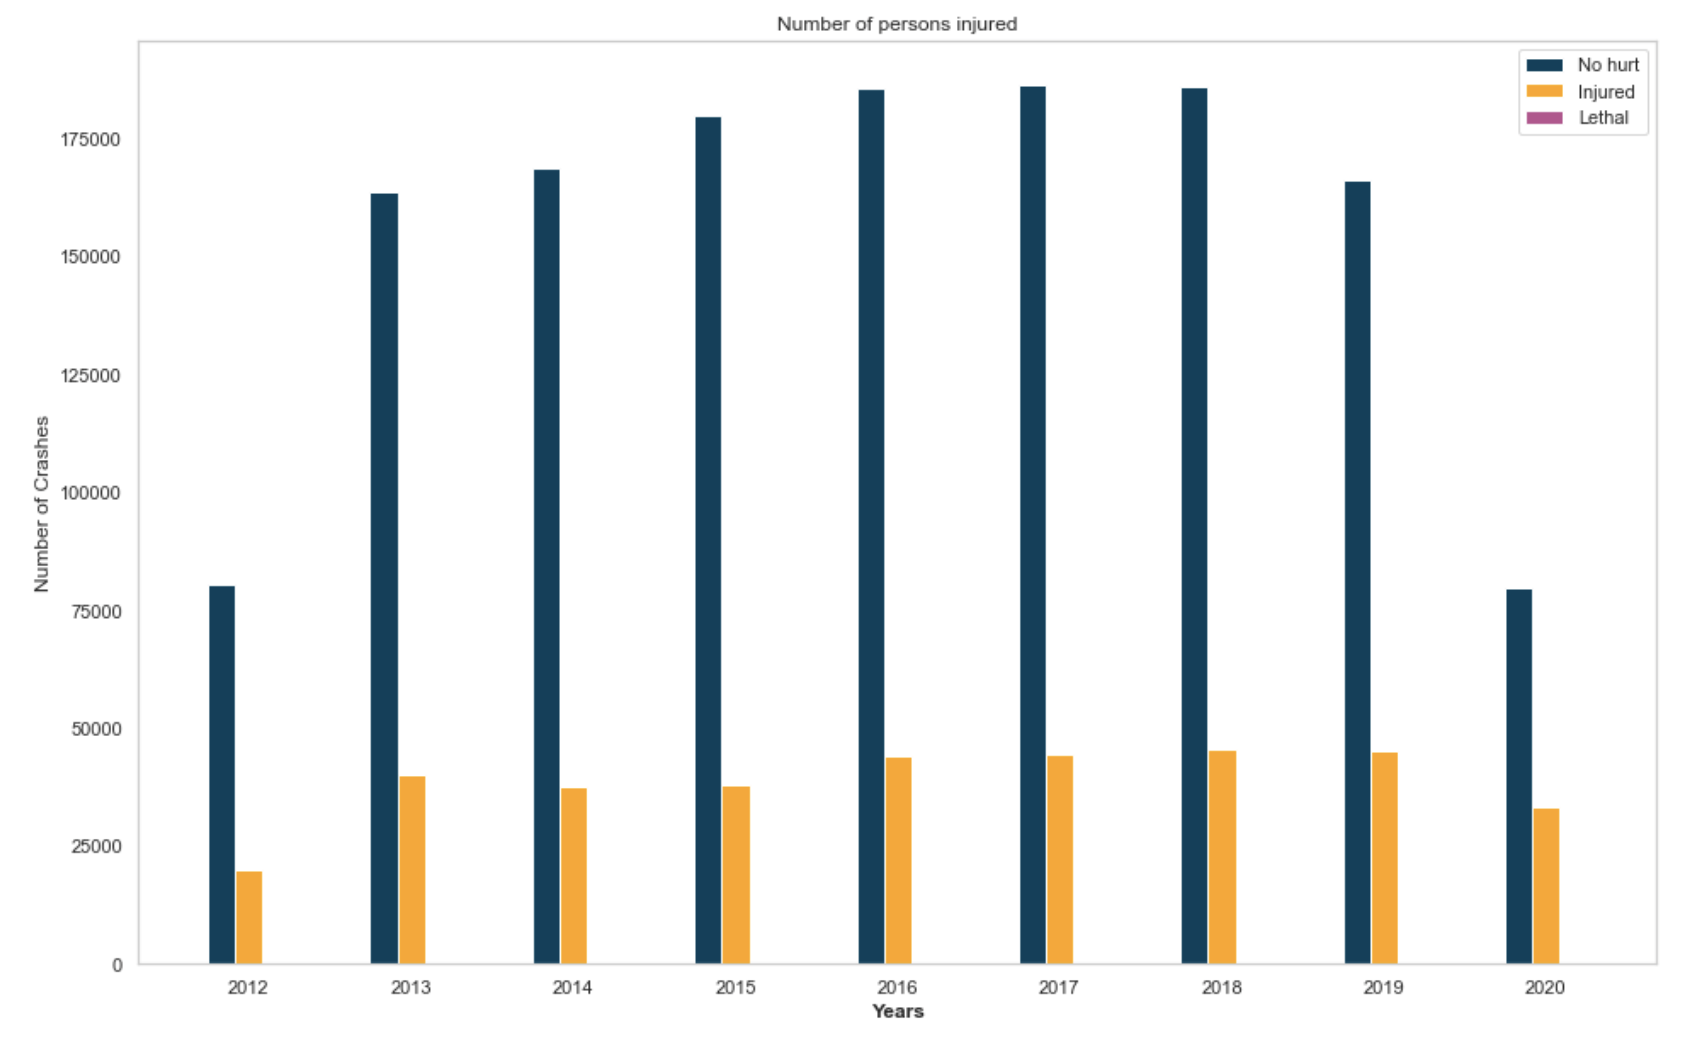 Number of persons injured
No hurt
Injured
Lethal
175000
150000
125000
100000
75000
50000
25000
0
Number of Crashes
2012 2013 2014 2015 2016 2017 2018 2019 2020
Years